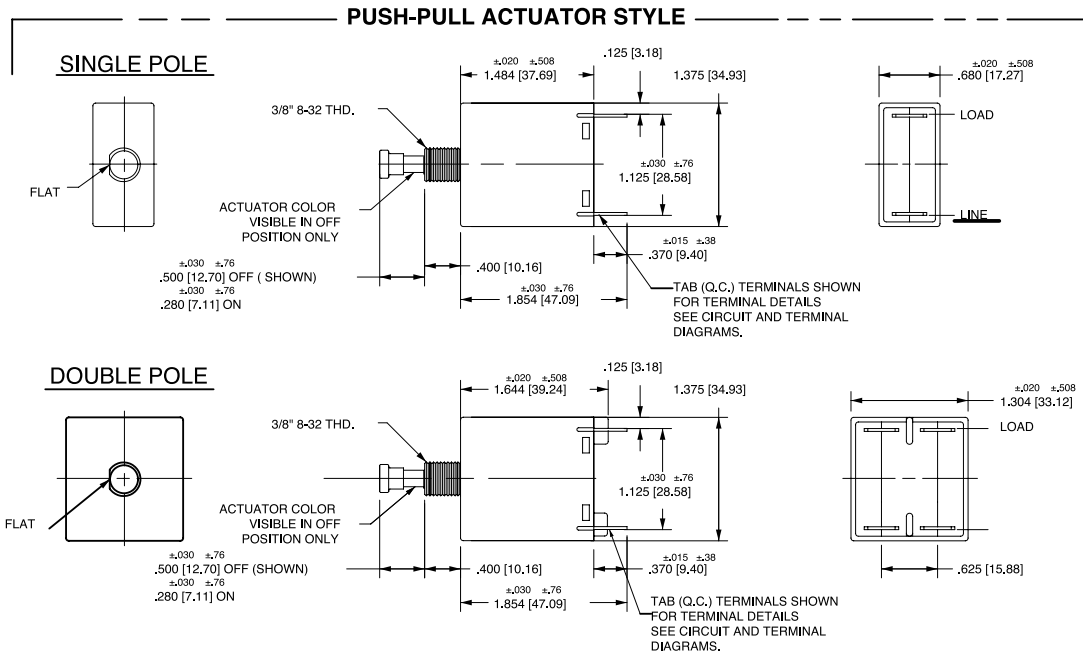 PUSH-PULL ACTUATOR STYLE
SINGLE POLE
±.020 ±.508
1.484 [37.69]
.125 [3.18]
1.375 [34.93]
±.020 ±.508
.680 [17.27]
3/8" 8-32 THD.
LOAD
FLAT
±.030 ±.76
1.125 [28.58]
ACTUATOR COLOR
VISIBLE IN OFF
POSITION ONLY
LINE
±.015 ±.38
.370 [9.40]
±.030 ±.76
.500 [12.70] OFF ( SHOWN)
±.030 ±.76
.280 [7.11] ON
.400 [10.16]
±.030 ±.76
1.854 [47.09]
TAB (Q.C.) TERMINALS SHOWN
FOR TERMINAL DETAILS
SEE CIRCUIT AND TERMINAL
DIAGRAMS.
DOUBLE POLE
±.020 ±.508
1.644 [39.24]
.125 [3.18]
1.375 [34.93]
±.020 ±.508
1.304 [33.12]
3/8" 8-32 THD.
LOAD
±.030 ±.76
1.125 [28.58]
FLAT
ACTUATOR COLOR
VISIBLE IN OFF
POSITION ONLY
±.030 ±.76
.500 [12.70] OFF (SHOWN)
±.030 ±.76
.280 [7.11] ON
.400 [10.16]
±.015 ±.38
.370 [9.40]
.625 [15.88]
±.030 ±.76
1.854 [47.09]
TAB (Q.C.) TERMINALS SHOWN
FOR TERMINAL DETAILS
SEE CIRCUIT AND TERMINAL
DIAGRAMS.